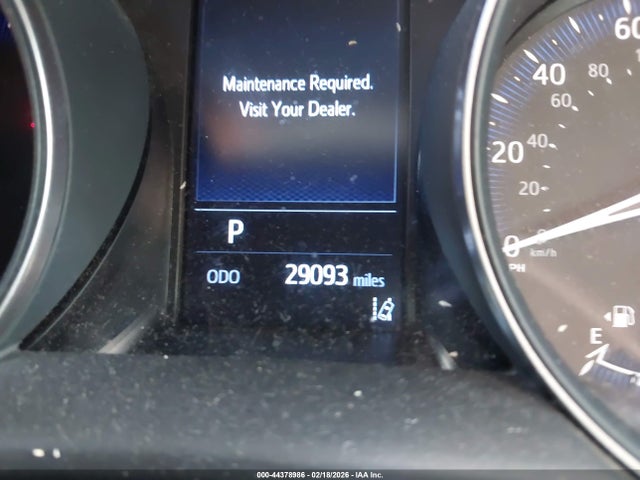 Maintenance Required.
Visit Your Dealer.
P
ODO 29093 miles
60
40
80
60
20
40
20
0
km/h
E
000-44378986 - 02/18/2026 - IAA Inc.